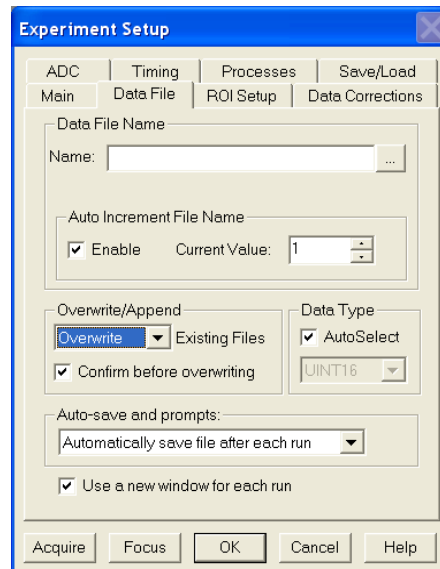 Experiment Setup
ADC Timing Processes Save/Load
Main Data File ROI Setup Data Corrections
Data File Name
Name: ...
Auto Increment File Name
Enable Current Value: 1
Overwrite/Append Data Type
Overwrite Existing Files AutoSelect
Confirm before overwriting UINT16
Auto-save and prompts:
Automatically save file after each run
Use a new window for each run
Acquire Focus OK Cancel Help